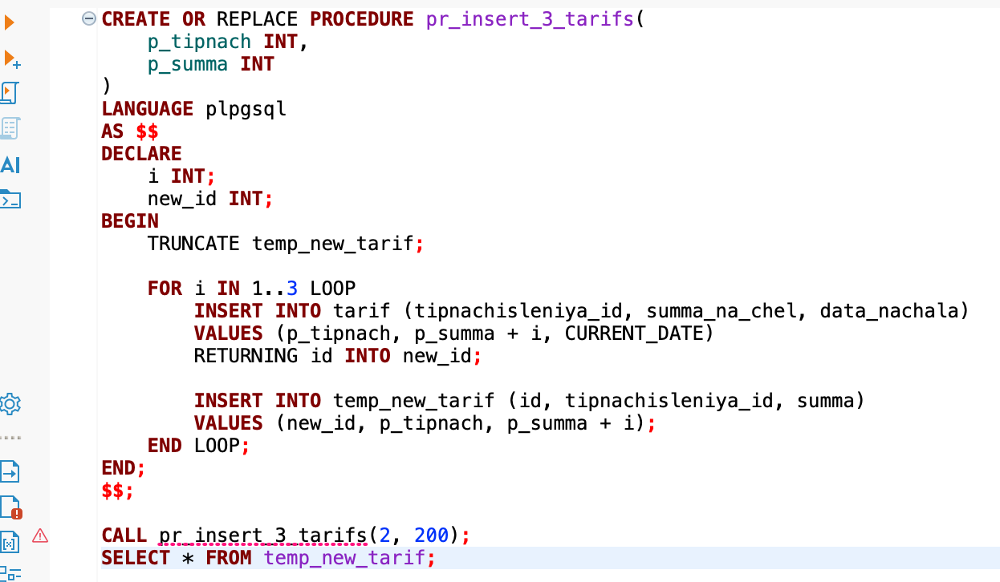 CREATE OR REPLACE PROCEDURE pr_insert_3_tarifs(
    p_tipnach INT,
    p_summa INT
)
LANGUAGE plpgsql
AS $$
DECLARE
    i INT;
    new_id INT;
BEGIN
    TRUNCATE temp_new_tarif;

    FOR i IN 1..3 LOOP
        INSERT INTO tarif (tipnachisleniya_id, summa_na_chel, data_nachala)
        VALUES (p_tipnach, p_summa + i, CURRENT_DATE)
        RETURNING id INTO new_id;

        INSERT INTO temp_new_tarif (id, tipnachisleniya_id, summa)
        VALUES (new_id, p_tipnach, p_summa + i);
    END LOOP;
END;
$$;

AI
CALL pr_insert_3_tarifs(2, 200);
SELECT * FROM temp_new_tarif;